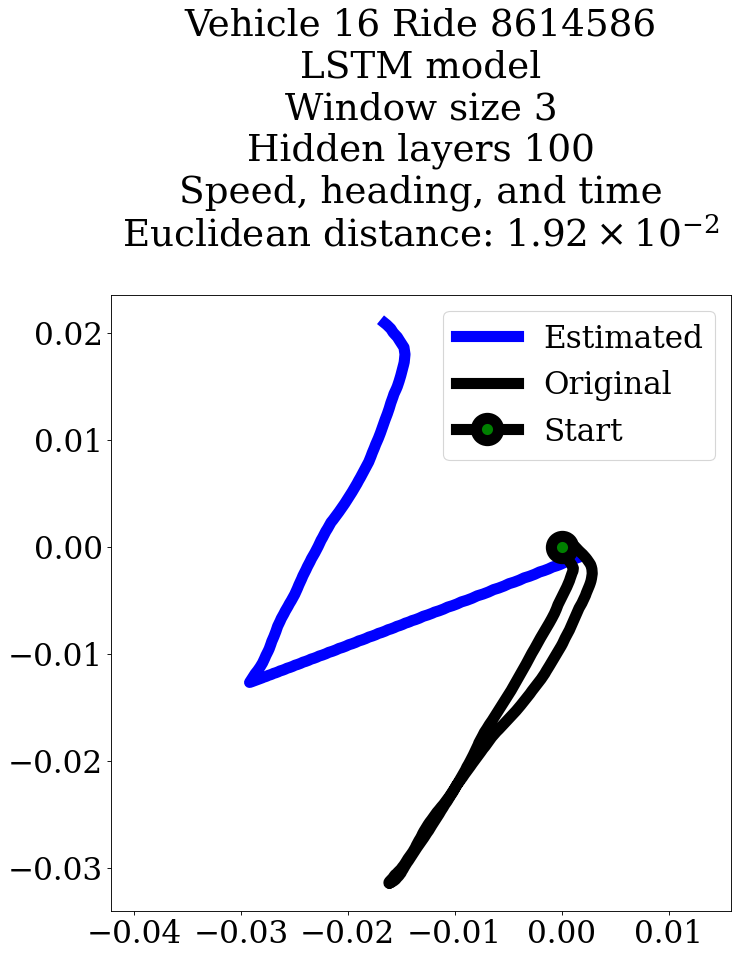 Vehicle 16 Ride 8614586
LSTM model
Window size 3
Hidden layers 100
Speed, heading, and time
Euclidean distance: 1.92 × 10⁻²
Estimated
Original
Start
0.02
0.01
0.00
−0.01
−0.02
−0.03
−0.04 −0.03 −0.02 −0.01 0.00 0.01